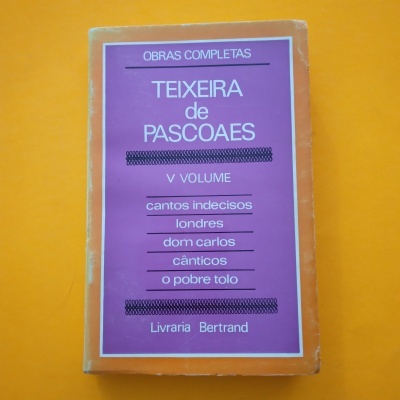 OBRAS COMPLETAS
TEIXEIRA
de
PASCOAES
V VOLUME
cantos indecisos
londres
dom carlos
cânticos
o pobre tolo
Livraria Bertrand